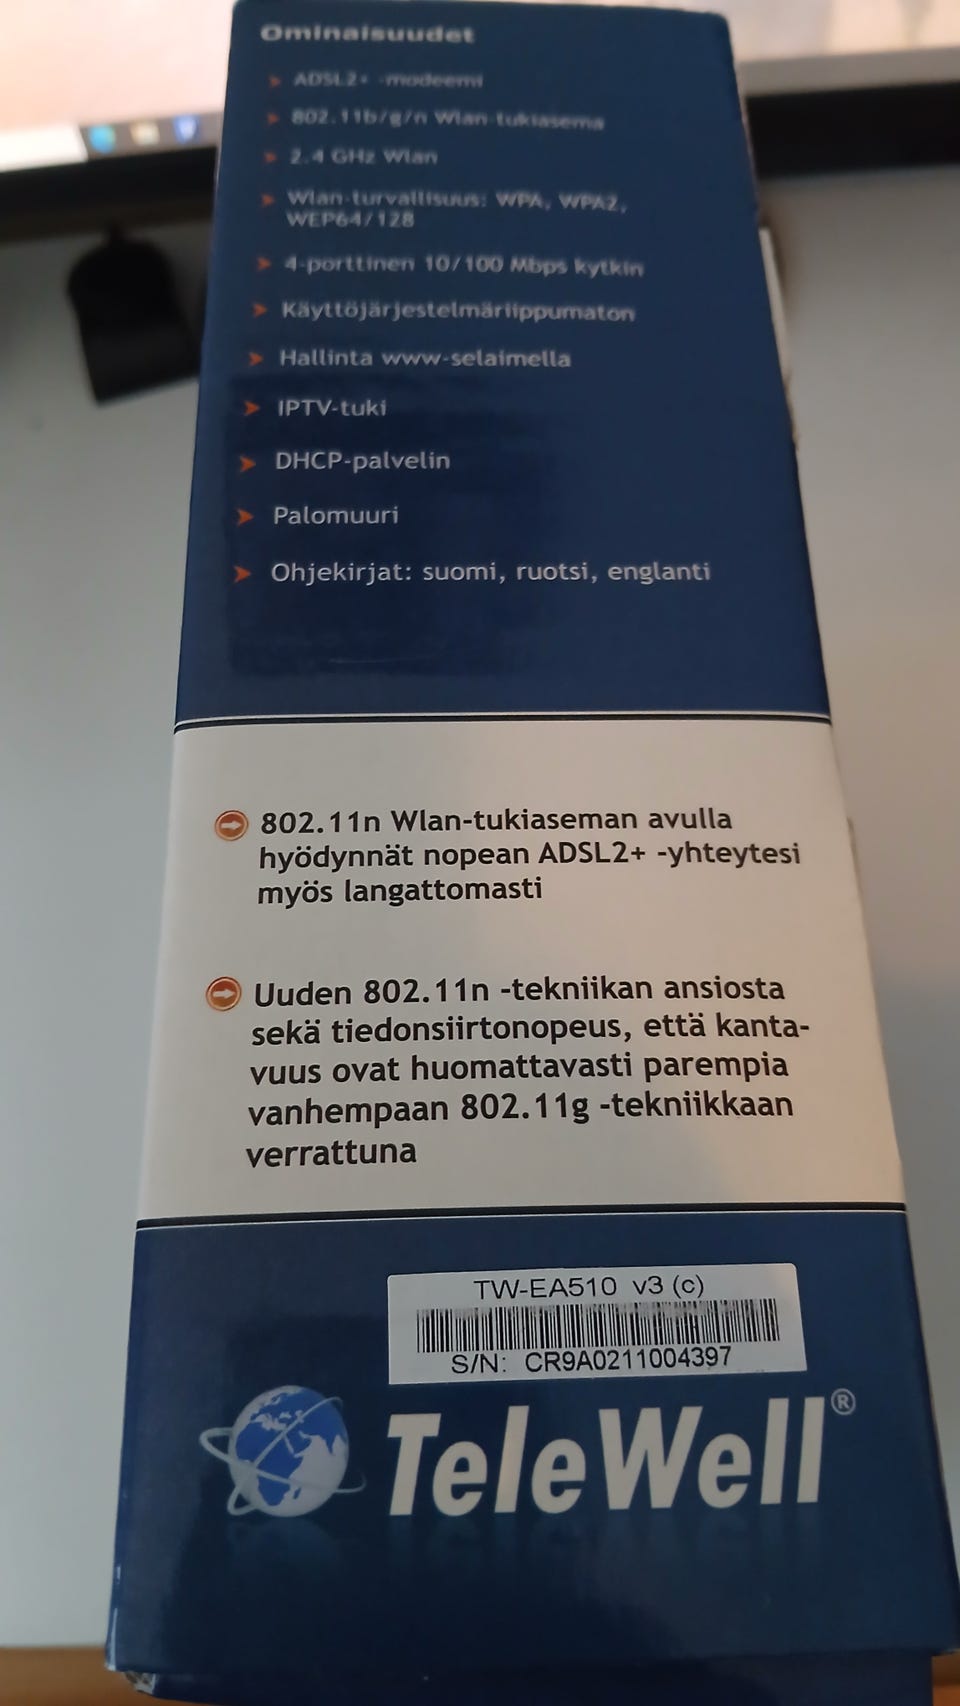 Ominaisuudet
ADSL2+ -modeemi
802.11b/g/n Wlan-tukiasema
2.4 GHz Wlan
Wlan-turvallisuus: WPA, WPA2,
WEP64/128
4-porttinen 10/100 Mbps kytkin
Käyttöjärjestelmäriippumaton
Hallinta www-selaimella
IPTV-tuki
DHCP-palvelin
Palomuuri
Ohjekirjat: suomi, ruotsi, englanti
802.11n Wlan-tukiaseman avulla
hyödynnät nopean ADSL2+ -yhteytesi
myös langattomasti
Uuden 802.11n -tekniikan ansiosta
sekä tiedonsiirtonopeus, että kanta-
vuus ovat huomattavasti parempia
vanhempaan 802.11g -tekniikkaan
verrattuna
TW-EA510 v3 (c)
S/N: CR9A0211004397
TeleWell®